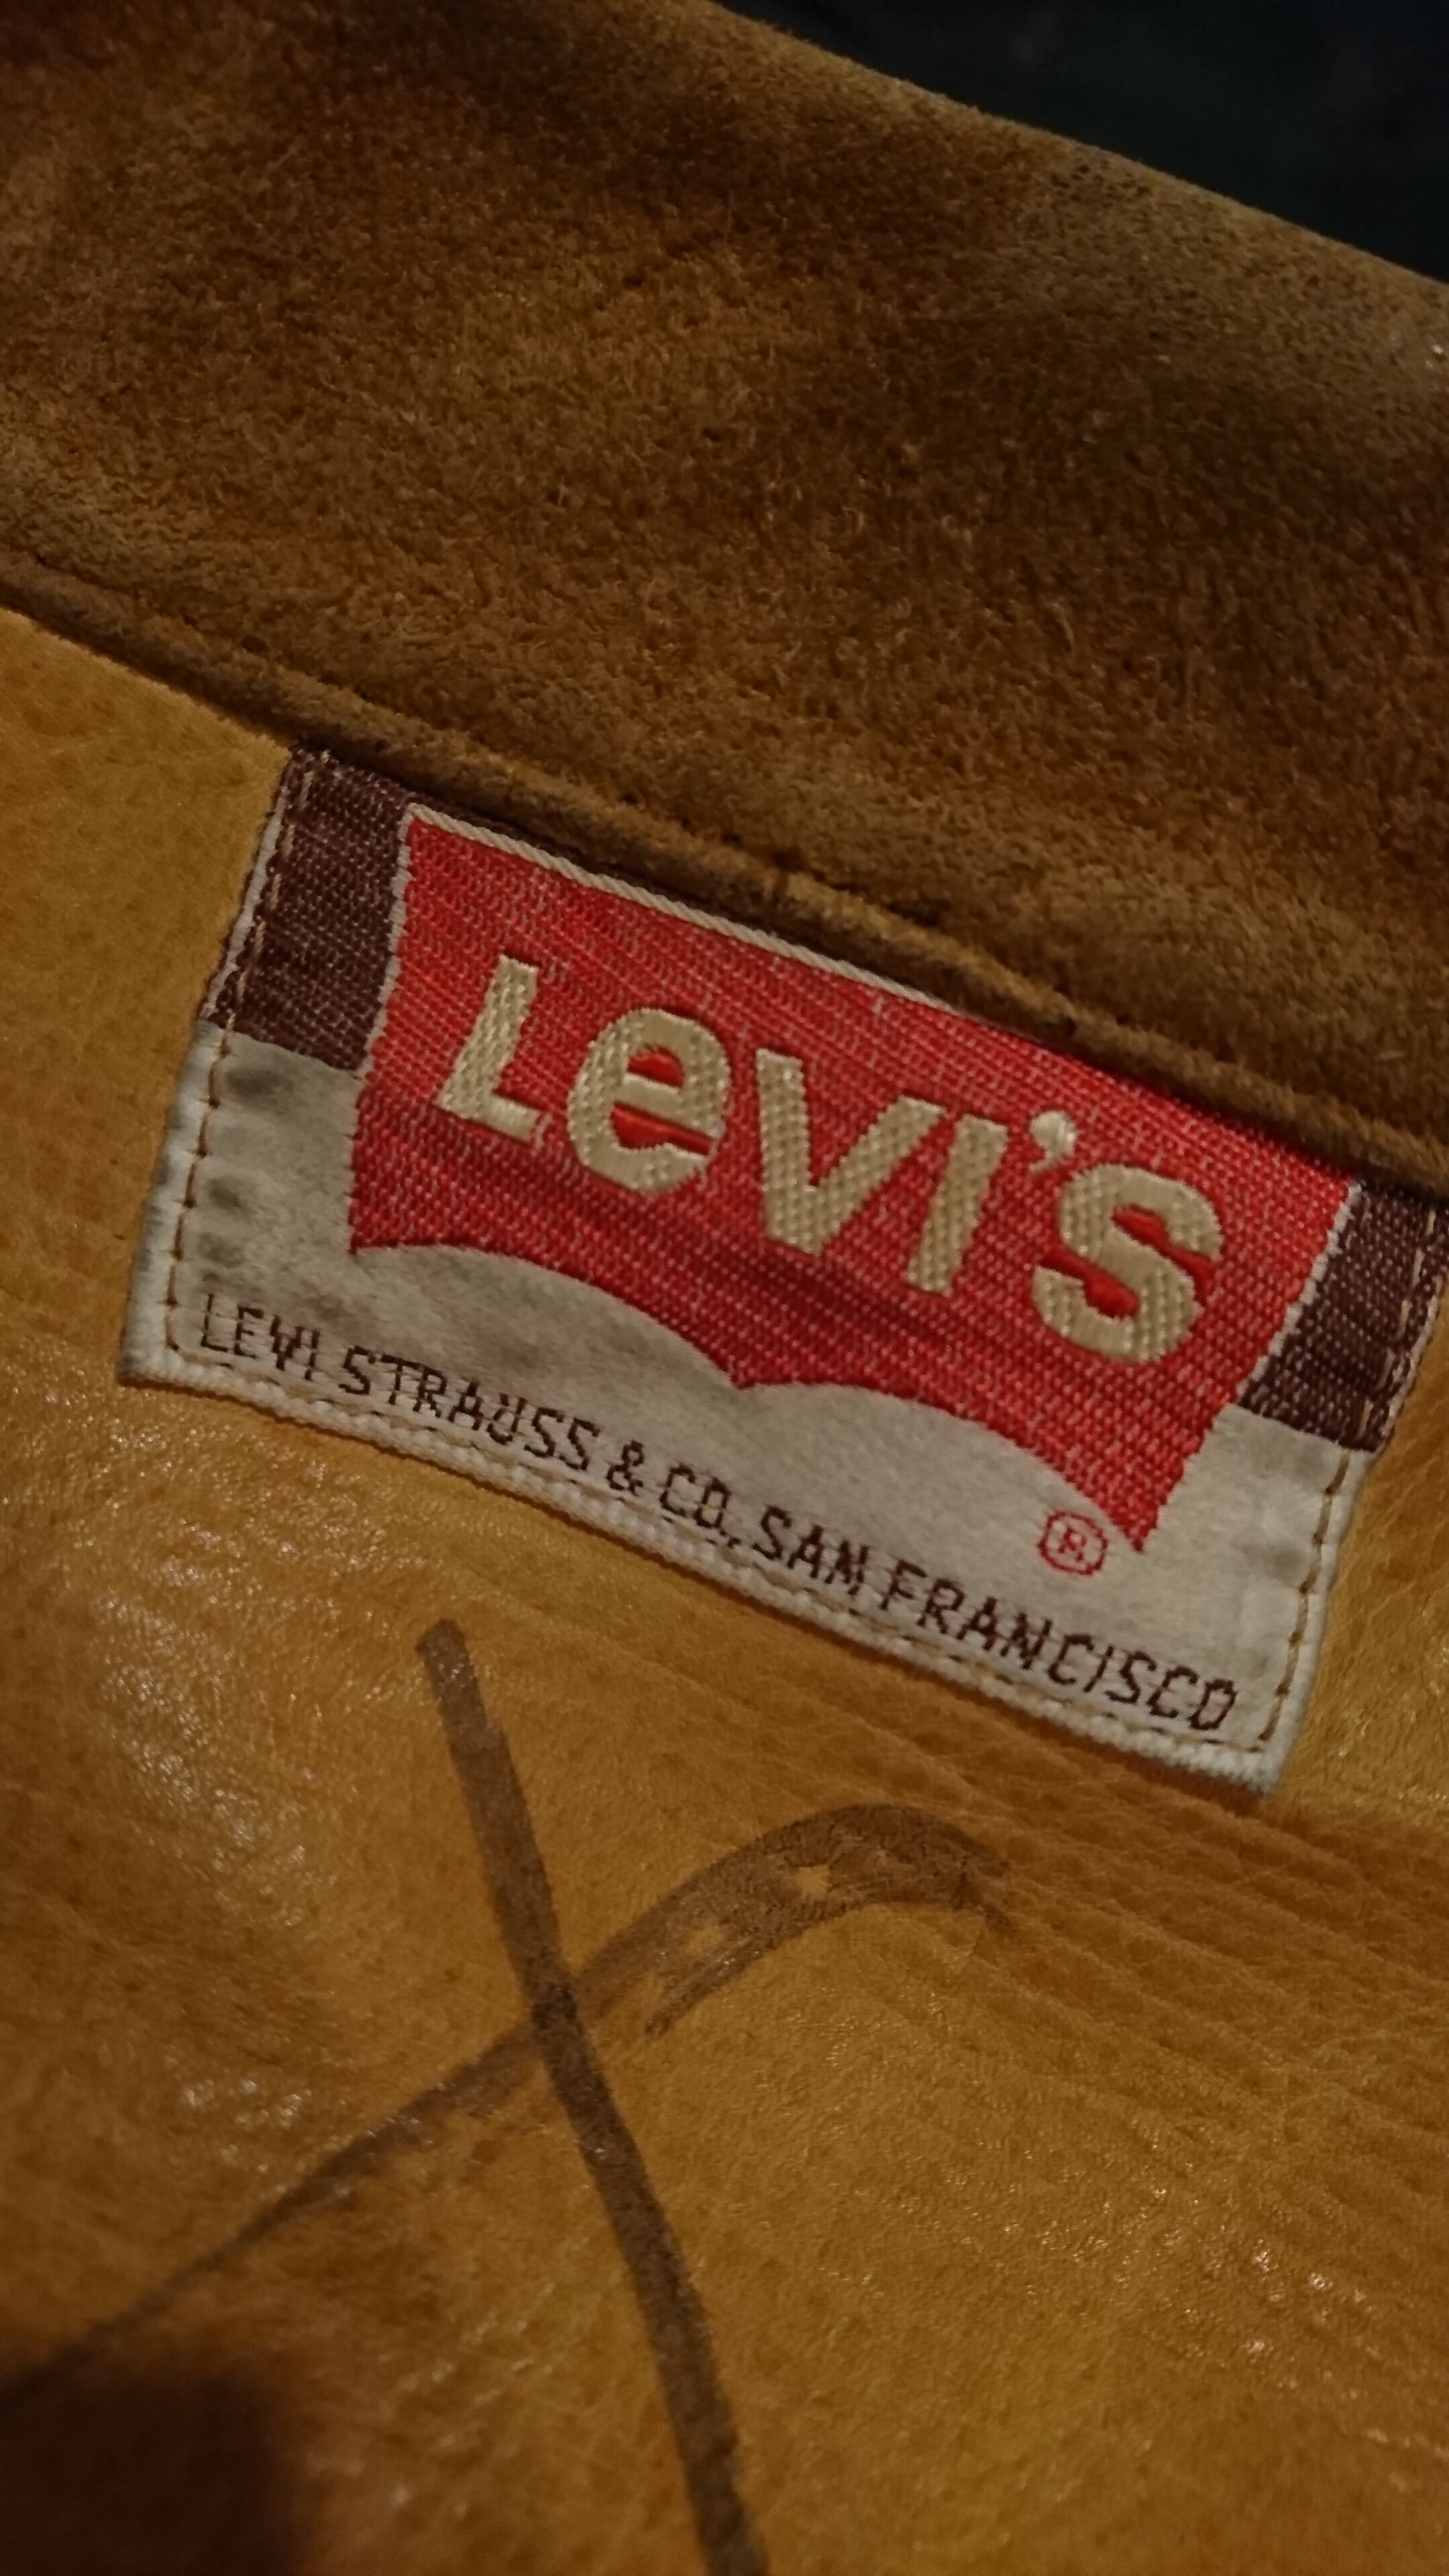 Levi's
LEVI STRAUSS & CO, SAN FRANCISCO
®